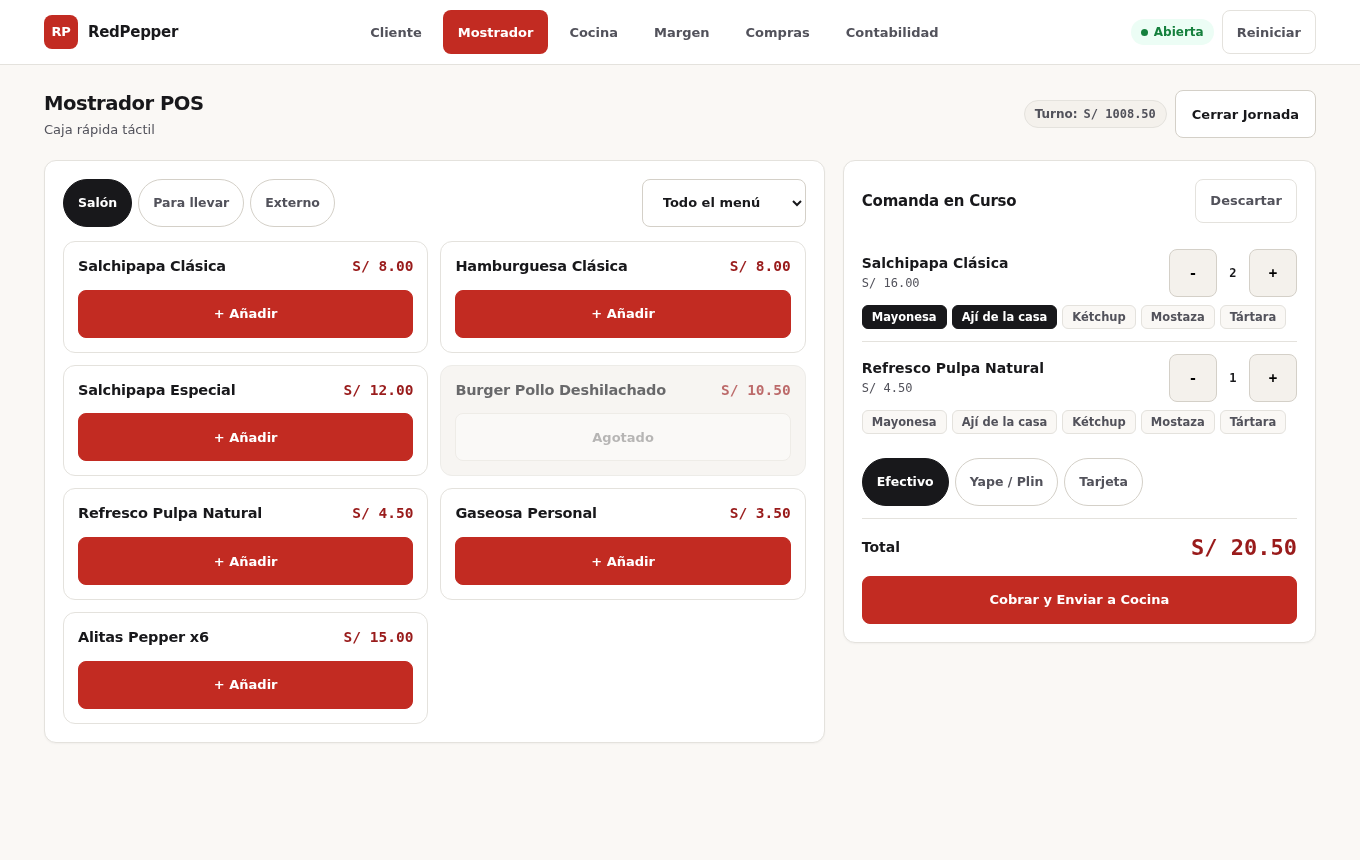 RP RedPepper Cliente Mostrador Cocina Margen Compras Contabilidad Abierta Reiniciar
Mostrador POS
Caja rápida táctil
Turno: S/ 1008.50 Cerrar Jornada
Salón Para llevar Externo Todo el menú
Salchipapa Clásica S/ 8.00
+ Añadir
Hamburguesa Clásica S/ 8.00
+ Añadir
Salchipapa Especial S/ 12.00
+ Añadir
Burger Pollo Deshilachado S/ 10.50
Agotado
Refresco Pulpa Natural S/ 4.50
+ Añadir
Gaseosa Personal S/ 3.50
+ Añadir
Alitas Pepper x6 S/ 15.00
+ Añadir
Comanda en Curso Descartar
Salchipapa Clásica
S/ 16.00
- 2 +
Mayonesa Ají de la casa Kétchup Mostaza Tártara
Refresco Pulpa Natural
S/ 4.50
- 1 +
Mayonesa Ají de la casa Kétchup Mostaza Tártara
Efectivo Yape / Plin Tarjeta
Total S/ 20.50
Cobrar y Enviar a Cocina